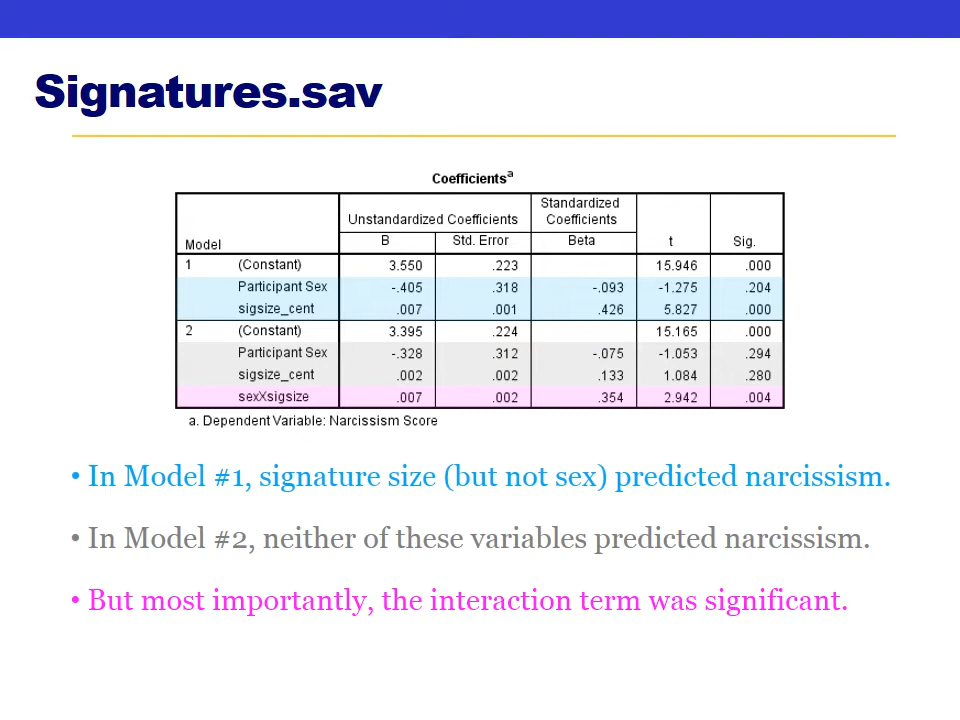 Signatures.sav
Coefficientsa
Model Unstandardized Coefficients Standardized Coefficients t Sig.
B Std. Error Beta
1 (Constant) 3.550 .223 15.946 .000
Participant Sex -.405 .318 -.093 -1.275 .204
sigsize_cent .007 .001 .426 5.827 .000
2 (Constant) 3.395 .224 15.165 .000
Participant Sex -.328 .312 -.075 -1.053 .294
sigsize_cent .002 .002 .133 1.084 .280
sexXsigsize .007 .002 .354 2.942 .004
a. Dependent Variable: Narcissism Score
• In Model #1, signature size (but not sex) predicted narcissism.
• In Model #2, neither of these variables predicted narcissism.
• But most importantly, the interaction term was significant.